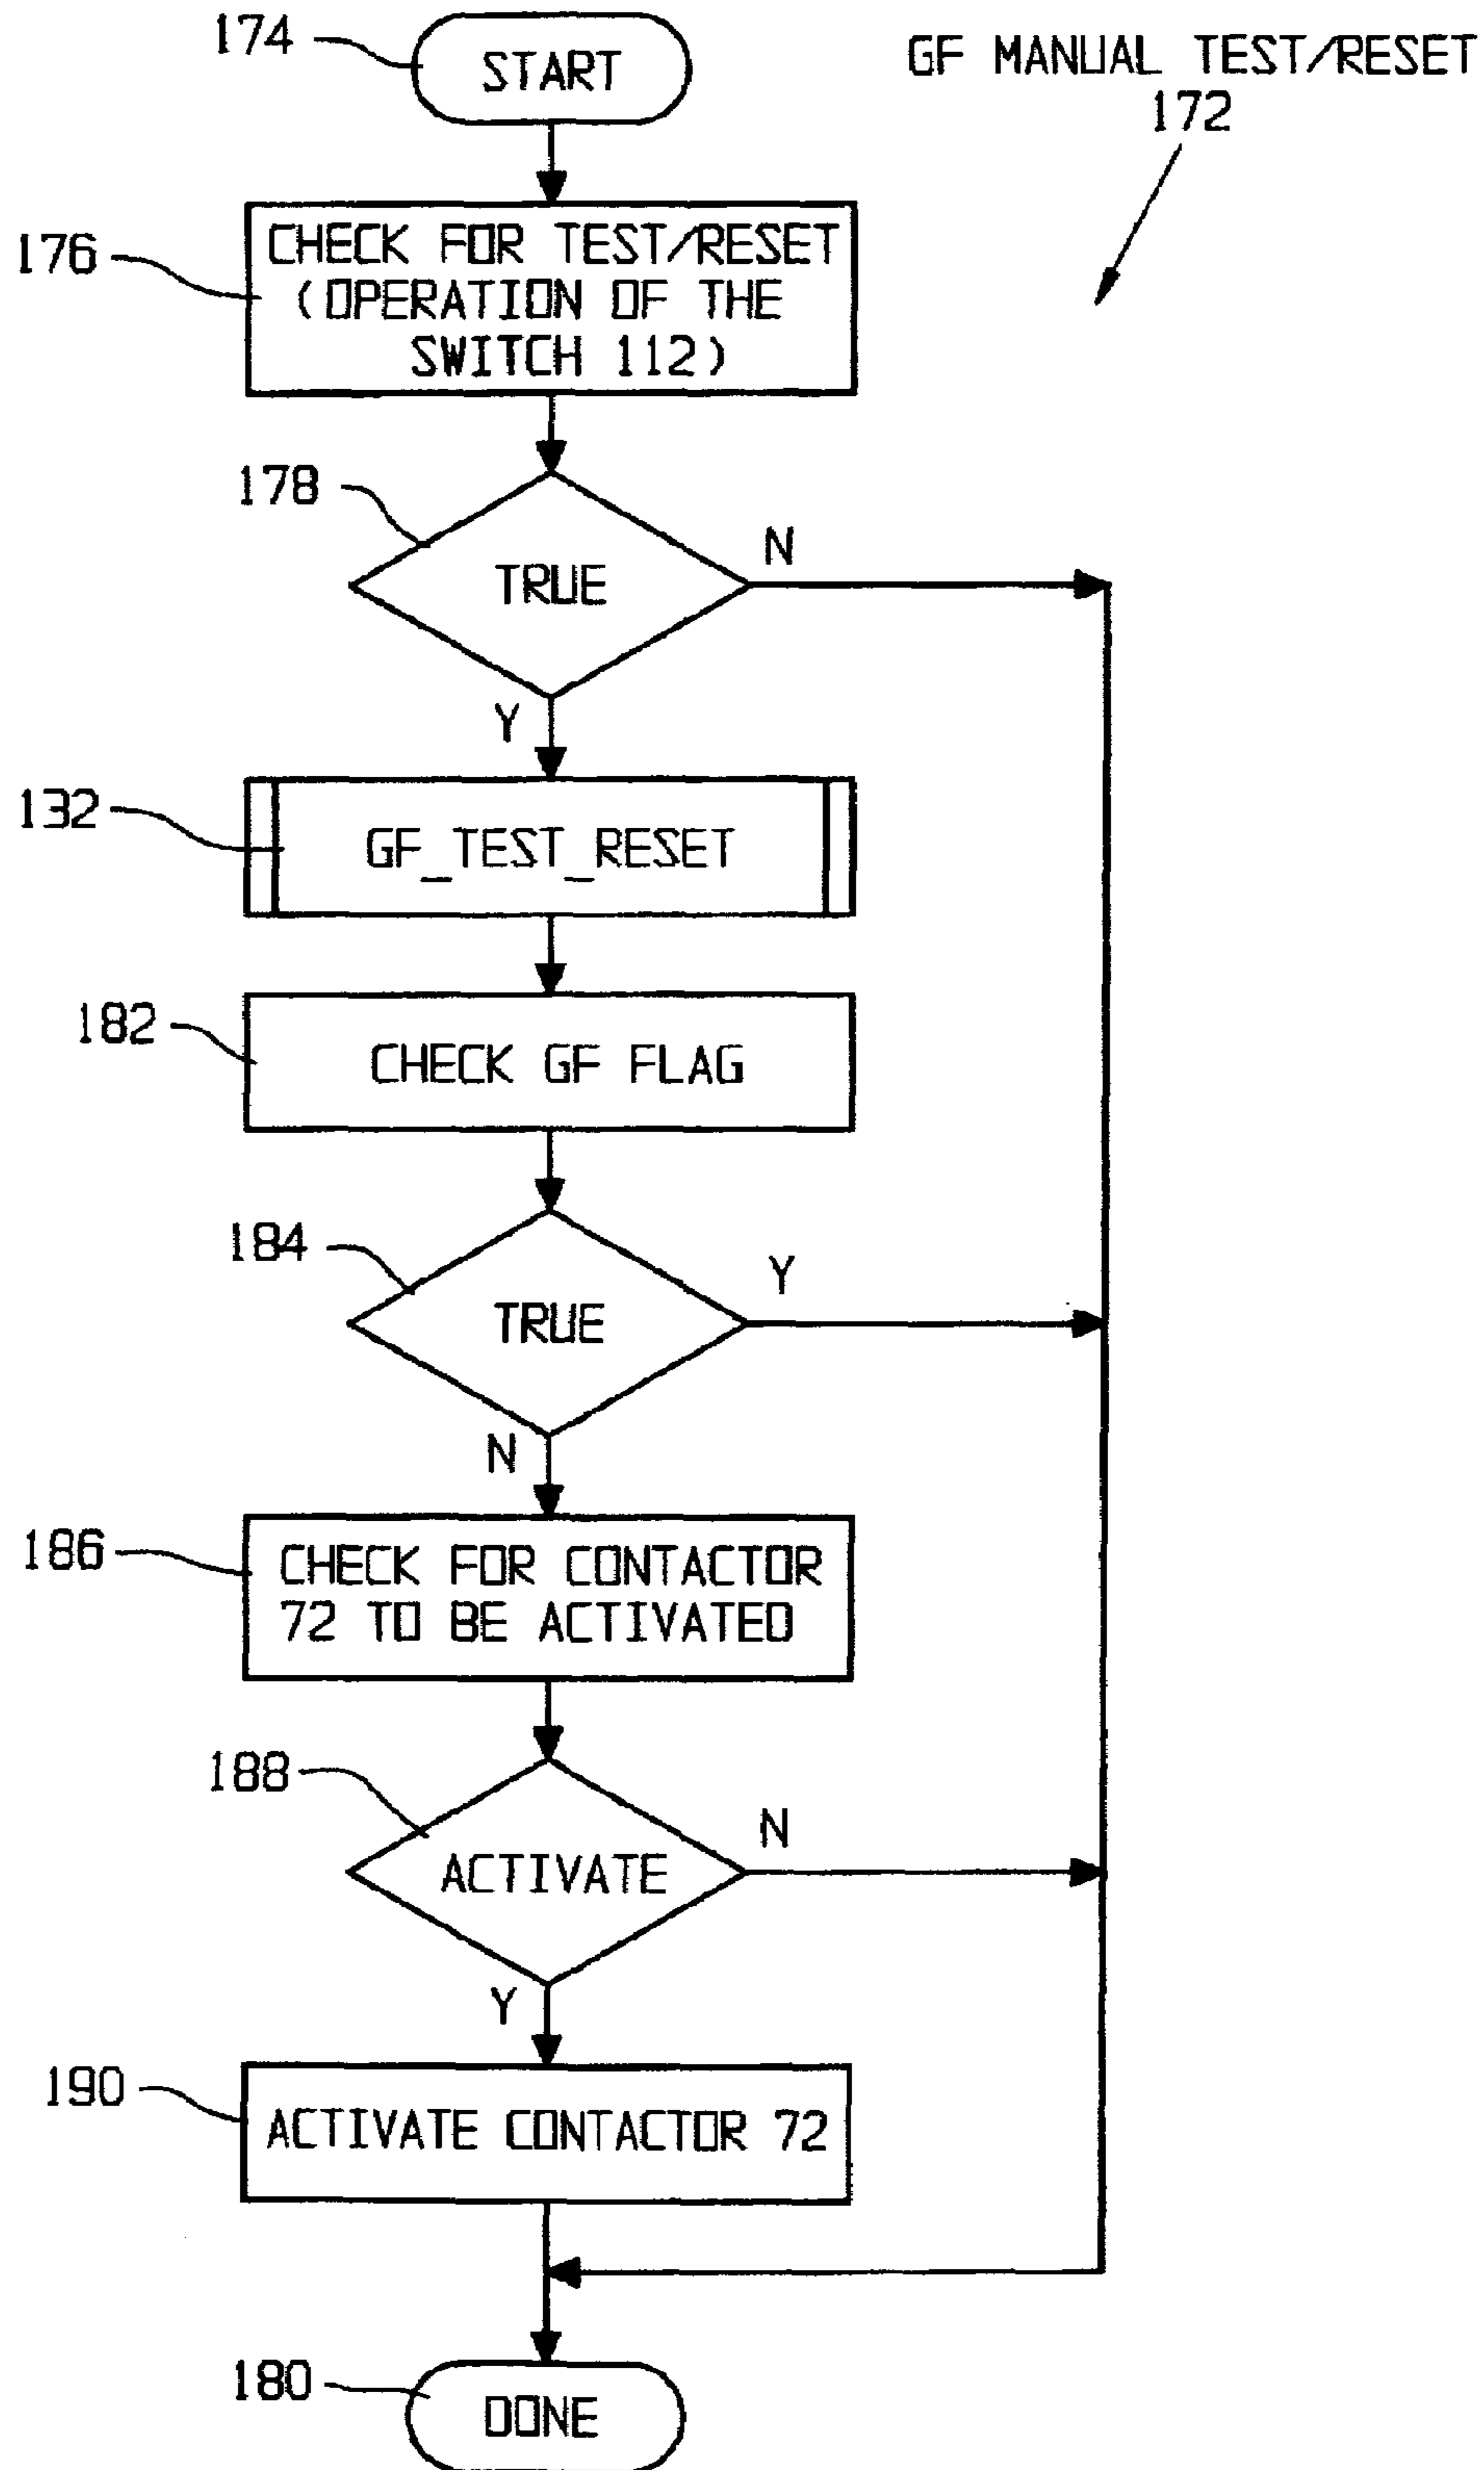 174
START
GF MANUAL TEST/RESET
172
176
CHECK FOR TEST/RESET
(OPERATION OF THE
SWITCH 112)
178
TRUE
N
Y
132
GF_TEST_RESET
182
CHECK GF FLAG
184
TRUE
Y
N
186
CHECK FOR CONTACTOR
72 TO BE ACTIVATED
188
ACTIVATE
N
Y
190
ACTIVATE CONTACTOR 72
180
DONE